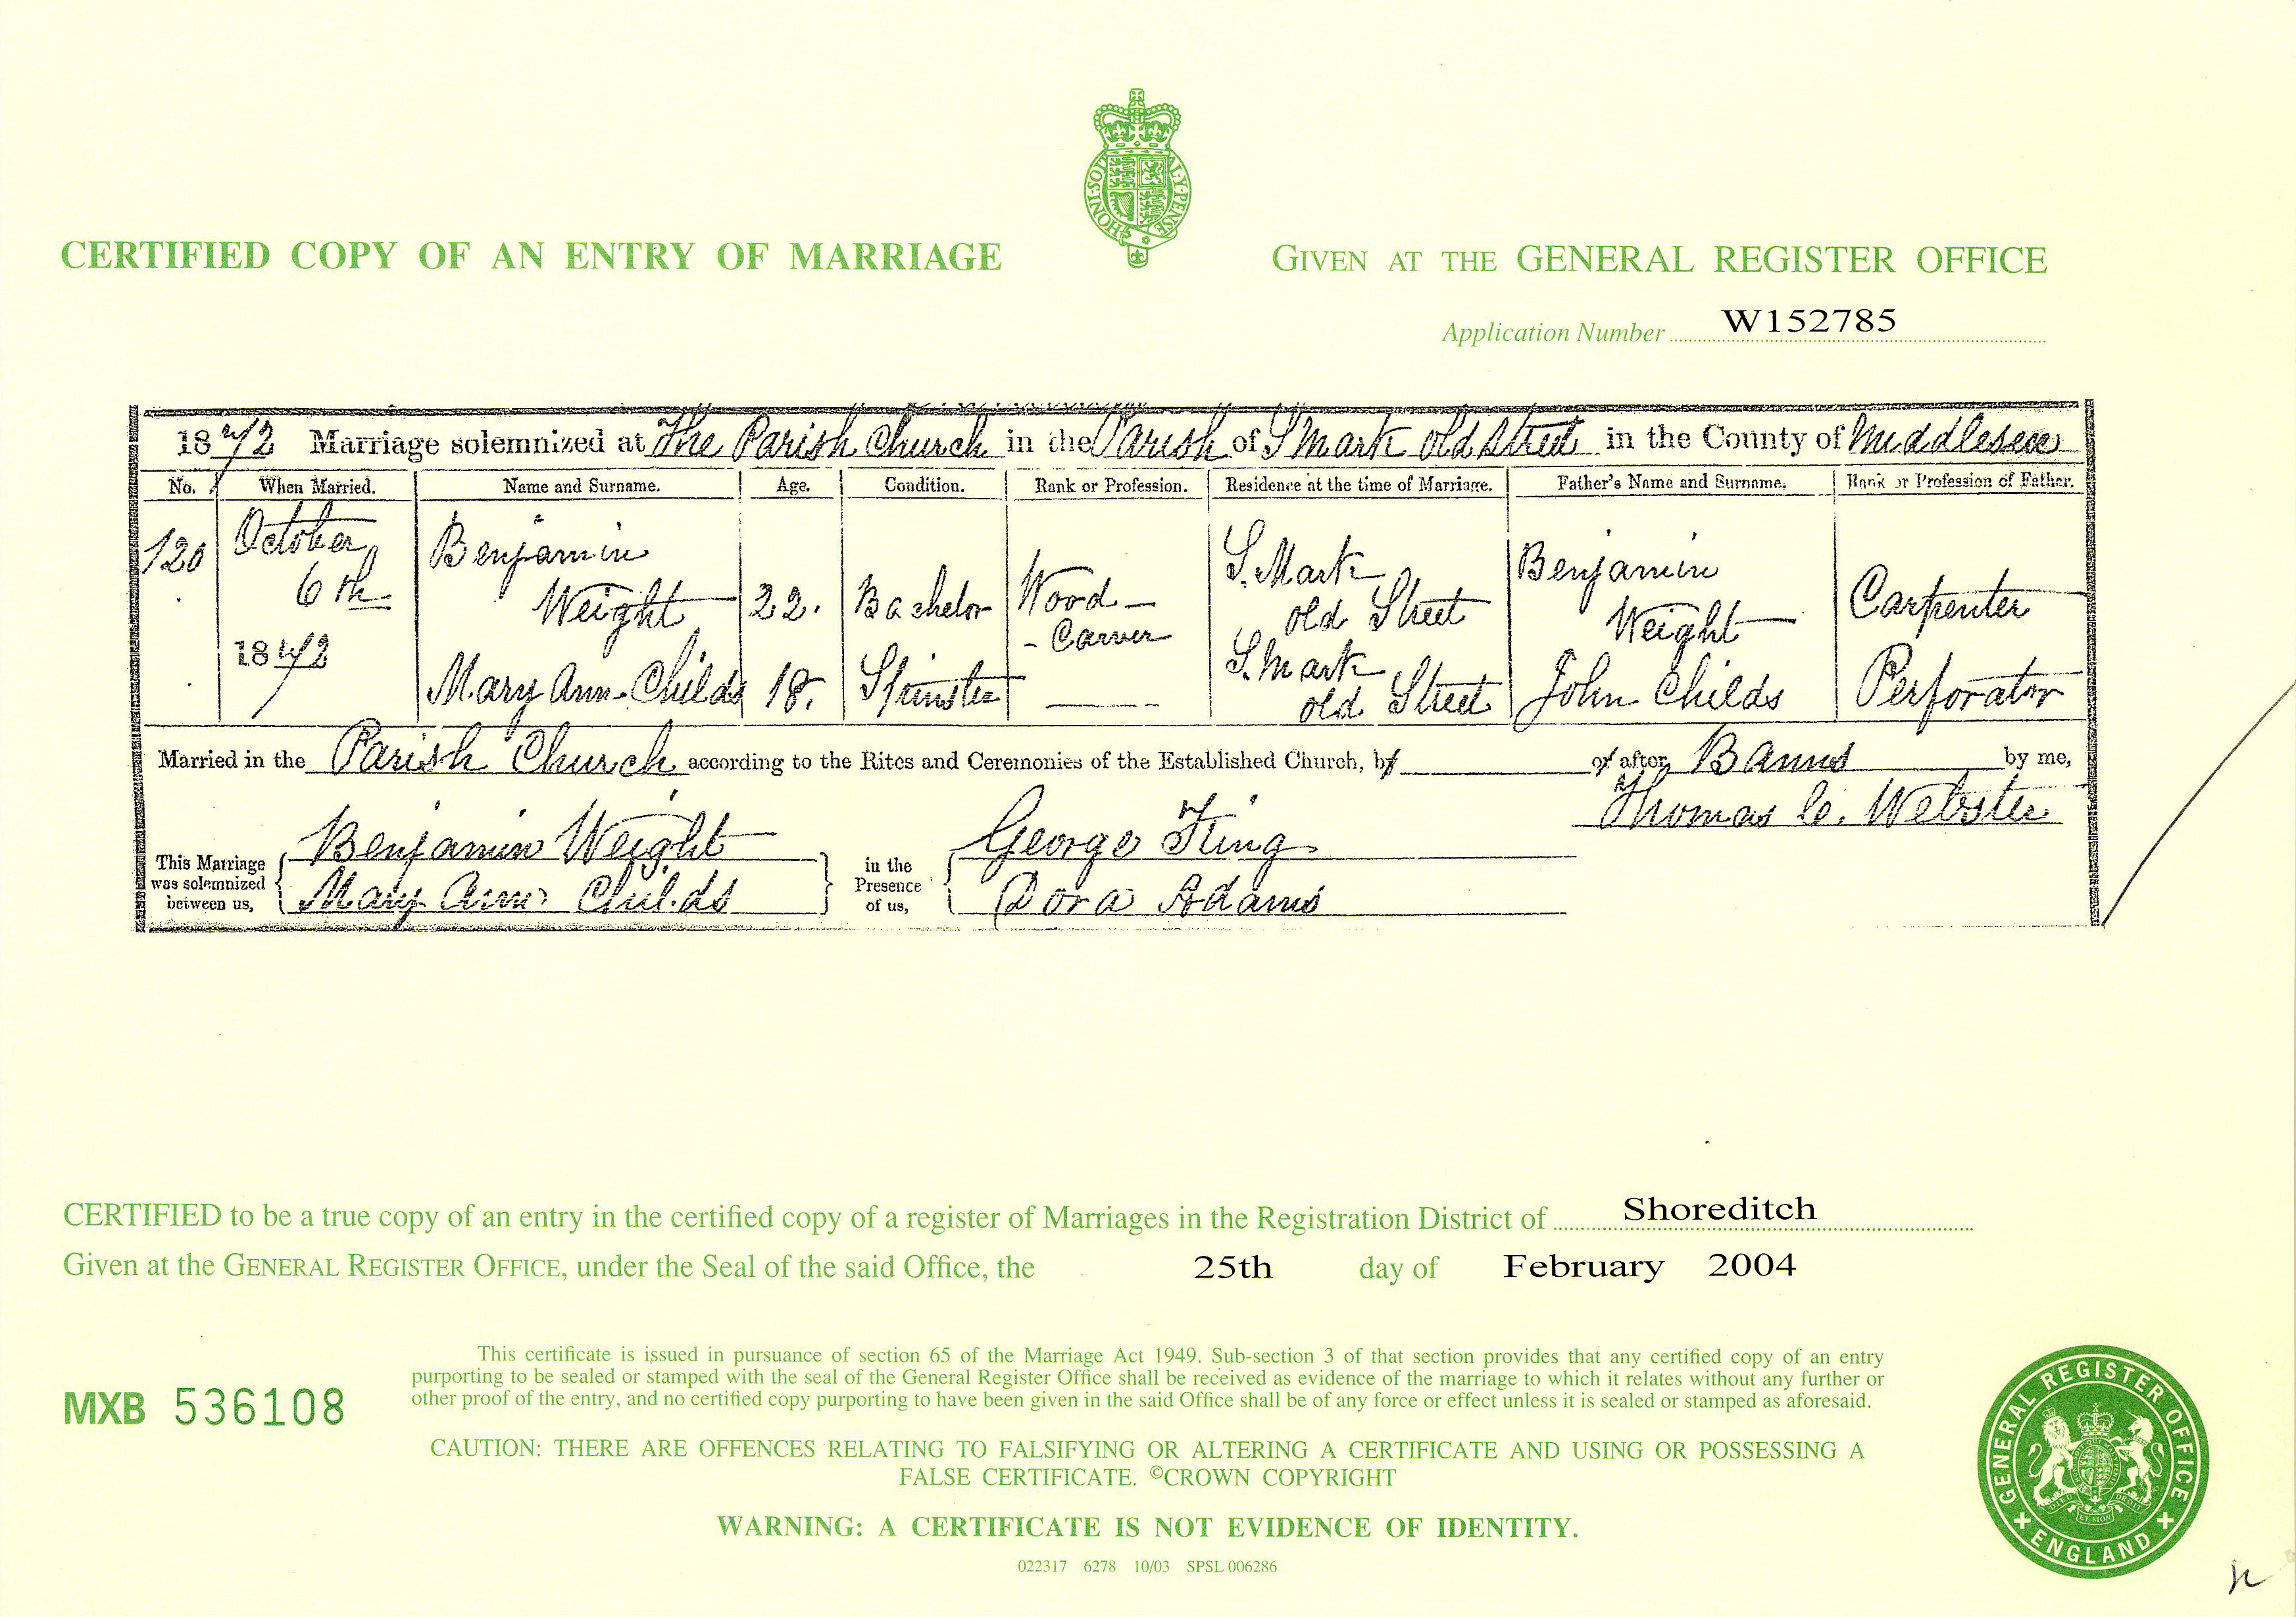 HONI·SOIT AL·Y·PENSE
CERTIFIED COPY OF AN ENTRY OF MARRIAGE
GIVEN AT THE GENERAL REGISTER OFFICE
Application Number W152785
1872 Marriage solemnized at The Parish Church in the Parish of S Mark Old Street in the County of Middlesex
No. When Married. Name and Surname. Age. Condition. Rank or Profession. Residence at the time of Marriage. Father's Name and Surname. Rank or Profession of Father.
120 October 6th 1872 Benjamin Weight 22. Bachelor Wood - - Carver S. Mark old Street Benjamin Weight Carpenter
Mary Ann Childs 18. Spinster S. Mark old Street John Childs Perforator
Married in the Parish Church according to the Rites and Ceremonies of the Established Church, by or after Banns by me,
Thomas C. Webster
This Marriage was solemnized between us, Benjamin Weight Mary Ann Childs in the Presence of us, George King Dora Adams
CERTIFIED to be a true copy of an entry in the certified copy of a register of Marriages in the Registration District of Shoreditch
Given at the GENERAL REGISTER OFFICE, under the Seal of the said Office, the 25th day of February 2004
This certificate is issued in pursuance of section 65 of the Marriage Act 1949. Sub-section 3 of that section provides that any certified copy of an entry
purporting to be sealed or stamped with the seal of the General Register Office shall be received as evidence of the marriage to which it relates without any further or
other proof of the entry, and no certified copy purporting to have been given in the said Office shall be of any force or effect unless it is sealed or stamped as aforesaid.
MXB 536108
CAUTION: THERE ARE OFFENCES RELATING TO FALSIFYING OR ALTERING A CERTIFICATE AND USING OR POSSESSING A
FALSE CERTIFICATE. ©CROWN COPYRIGHT
WARNING: A CERTIFICATE IS NOT EVIDENCE OF IDENTITY.
022317 6278 10/03 SPSL 006286
GENERAL REGISTER OFFICE
ENGLAND